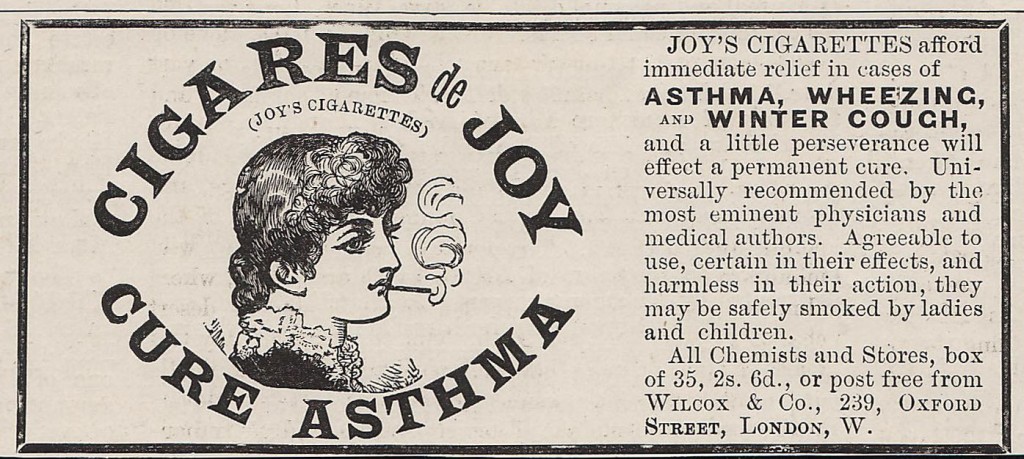 CIGARES de JOY
(JOY'S CIGARETTES)
CURE ASTHMA
JOY'S CIGARETTES afford
immediate relief in cases of
ASTHMA, WHEEZING,
AND WINTER COUGH,
and a little perseverance will
effect a permanent cure. Uni-
versally recommended by the
most eminent physicians and
medical authors. Agreeable to
use, certain in their effects, and
harmless in their action, they
may be safely smoked by ladies
and children.
All Chemists and Stores, box
of 35, 2s. 6d., or post free from
WILCOX & Co., 239, OXFORD
STREET, LONDON, W.